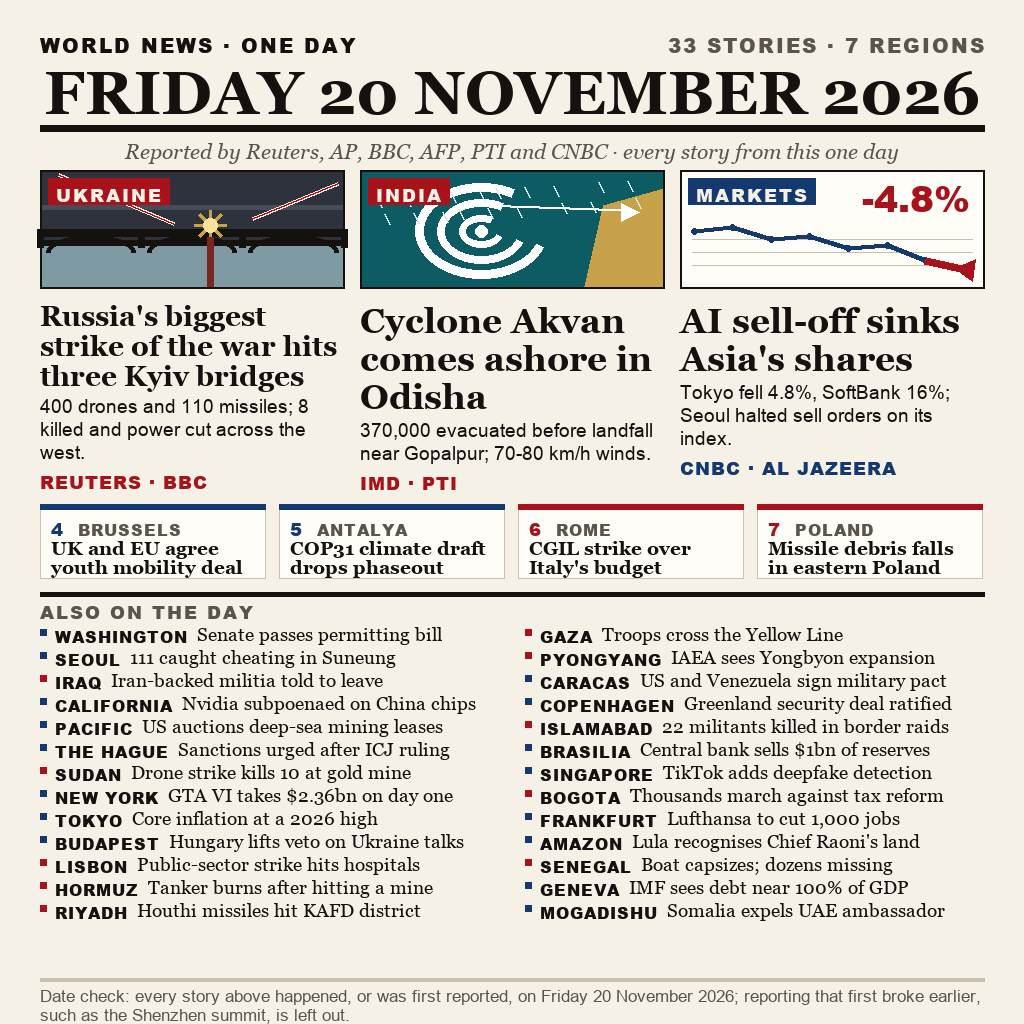 WORLD NEWS · ONE DAY
33 STORIES · 7 REGIONS
FRIDAY 20 NOVEMBER 2026
Reported by Reuters, AP, BBC, AFP, PTI and CNBC · every story from this one day
UKRAINE
Russia's biggest
strike of the war hits
three Kyiv bridges
400 drones and 110 missiles; 8
killed and power cut across the
west.
REUTERS · BBC
INDIA
Cyclone Akvan
comes ashore in
Odisha
370,000 evacuated before landfall
near Gopalpur; 70-80 km/h winds.
IMD · PTI
MARKETS
-4.8%
AI sell-off sinks
Asia's shares
Tokyo fell 4.8%, SoftBank 16%;
Seoul halted sell orders on its
index.
CNBC · AL JAZEERA
4 BRUSSELS
UK and EU agree
youth mobility deal
5 ANTALYA
COP31 climate draft
drops phaseout
6 ROME
CGIL strike over
Italy's budget
7 POLAND
Missile debris falls
in eastern Poland
ALSO ON THE DAY
WASHINGTON Senate passes permitting bill
SEOUL 111 caught cheating in Suneung
IRAQ Iran-backed militia told to leave
CALIFORNIA Nvidia subpoenaed on China chips
PACIFIC US auctions deep-sea mining leases
THE HAGUE Sanctions urged after ICJ ruling
SUDAN Drone strike kills 10 at gold mine
NEW YORK GTA VI takes $2.36bn on day one
TOKYO Core inflation at a 2026 high
BUDAPEST Hungary lifts veto on Ukraine talks
LISBON Public-sector strike hits hospitals
HORMUZ Tanker burns after hitting a mine
RIYADH Houthi missiles hit KAFD district
GAZA Troops cross the Yellow Line
PYONGYANG IAEA sees Yongbyon expansion
CARACAS US and Venezuela sign military pact
COPENHAGEN Greenland security deal ratified
ISLAMABAD 22 militants killed in border raids
BRASILIA Central bank sells $1bn of reserves
SINGAPORE TikTok adds deepfake detection
BOGOTA Thousands march against tax reform
FRANKFURT Lufthansa to cut 1,000 jobs
AMAZON Lula recognises Chief Raoni's land
SENEGAL Boat capsizes; dozens missing
GENEVA IMF sees debt near 100% of GDP
MOGADISHU Somalia expels UAE ambassador
Date check: every story above happened, or was first reported, on Friday 20 November 2026; reporting that first broke earlier,
such as the Shenzhen summit, is left out.